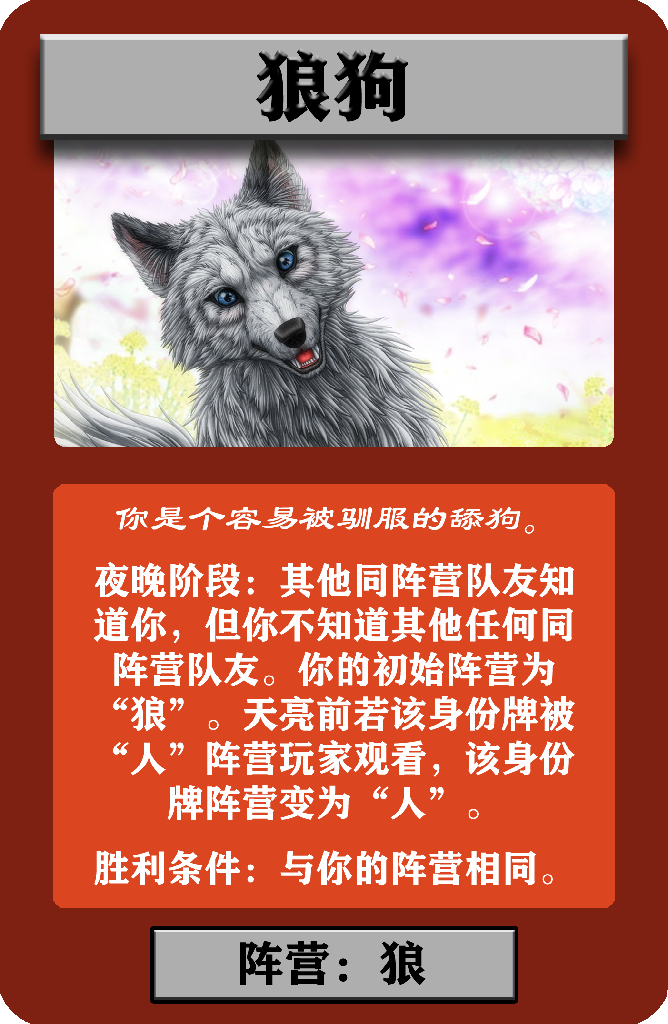 狼狗
你是个容易被驯服的舔狗。
夜晚阶段：其他同阵营队友知
道你，但你不知道其他任何同
阵营队友。你的初始阵营为
“狼”。天亮前若该身份牌被
“人”阵营玩家观看，该身份
牌阵营变为“人”。
胜利条件：与你的阵营相同。
阵营：狼